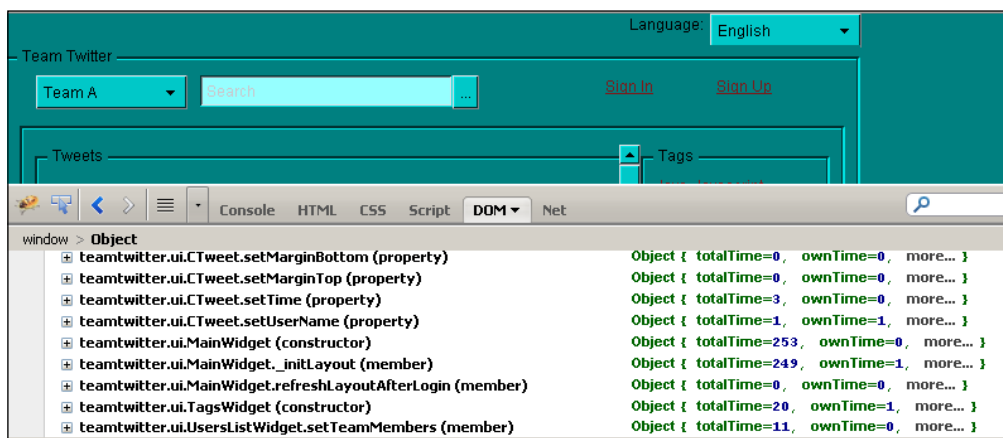 Language: English
Team Twitter
Team A Search ... Sign In Sign Up
Tweets Tags
Java Javascript
Console HTML CSS Script DOM Net
window > Object
teamtwitter.ui.CTweet.setMarginBottom (property) Object { totalTime=0, ownTime=0, more... }
teamtwitter.ui.CTweet.setMarginTop (property) Object { totalTime=0, ownTime=0, more... }
teamtwitter.ui.CTweet.setTime (property) Object { totalTime=3, ownTime=0, more... }
teamtwitter.ui.CTweet.setUserName (property) Object { totalTime=1, ownTime=1, more... }
teamtwitter.ui.MainWidget (constructor) Object { totalTime=253, ownTime=0, more... }
teamtwitter.ui.MainWidget._initLayout (member) Object { totalTime=249, ownTime=1, more... }
teamtwitter.ui.MainWidget.refreshLayoutAfterLogin (member) Object { totalTime=0, ownTime=0, more... }
teamtwitter.ui.TagsWidget (constructor) Object { totalTime=20, ownTime=1, more... }
teamtwitter.ui.UsersListWidget.setTeamMembers (member) Object { totalTime=11, ownTime=0, more... }